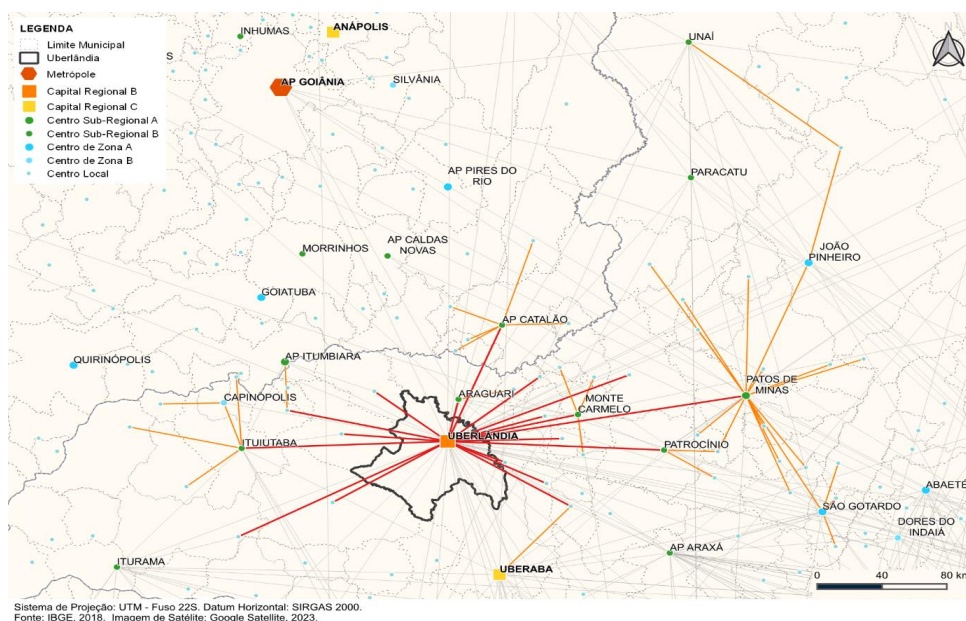 LEGENDA
Limite Municipal
Uberlândia
Metrópole
Capital Regional B
Capital Regional C
Centro Sub-Regional A
Centro Sub-Regional B
Centro de Zona A
Centro de Zona B
Centro Local
S
INHUMAS
ANÁPOLIS
AP GOIÂNIA
SILVÂNIA
UNAÍ
N
AP PIRES DO
RIO
PARACATU
MORRINHOS
AP CALDAS
NOVAS
JOÃO
PINHEIRO
GOIATUBA
AP CATALÃO
QUIRINÓPOLIS
AP ITUMBIARA
CAPINÓPOLIS
ARAGUARI
MONTE
CARMELO
PATOS DE
MINAS
ITUIUTABA
UBERLÂNDIA
PATROCÍNIO
ABAETÉ
SÃO GOTARDO
DORES DO
INDAIÁ
ITURAMA
UBERABA
AP ARAXÁ
0 40 80 km
Sistema de Projeção: UTM - Fuso 22S. Datum Horizontal: SIRGAS 2000.
Fonte: IBGE, 2018. Imagem de Satélite: Google Satellite, 2023.